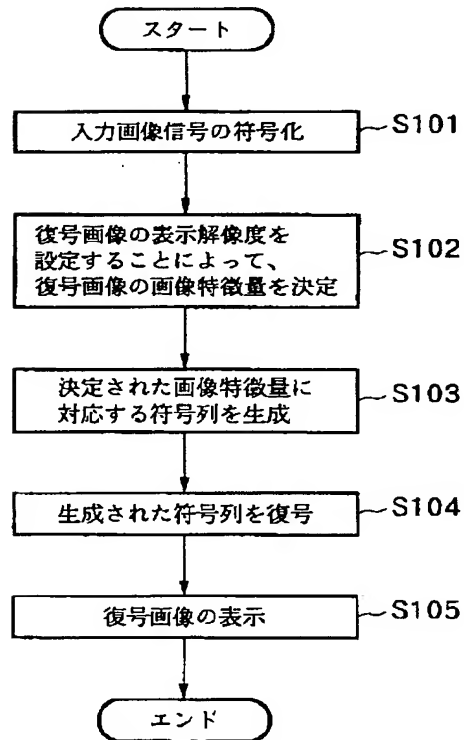 スタート
入力画像信号の符号化
S101
復号画像の表示解像度を
設定することによって、
復号画像の画像特徴量を決定
S102
決定された画像特徴量に
対応する符号列を生成
S103
生成された符号列を復号
S104
復号画像の表示
S105
エンド